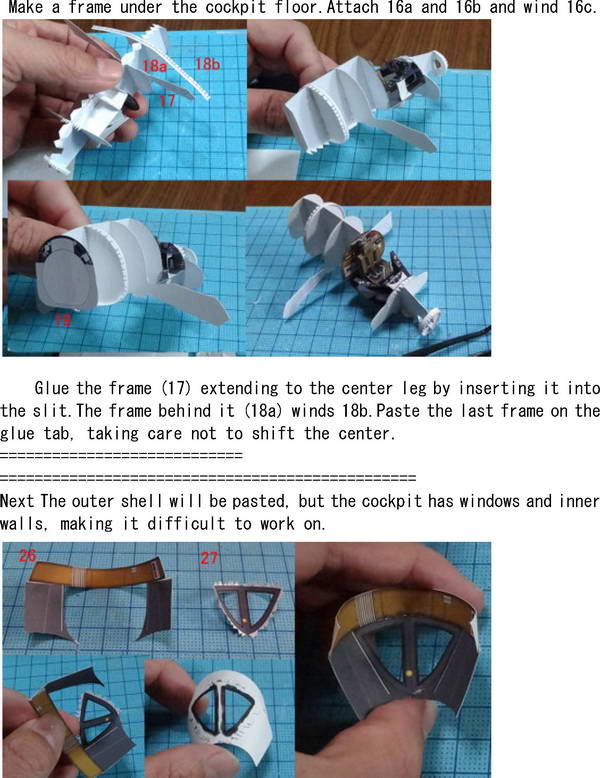 Make a frame under the cockpit floor.Attach 16a and 16b and wind 16c.
18a
18b
17
19
Glue the frame (17) extending to the center leg by inserting it into
the slit.The frame behind it (18a) winds 18b.Paste the last frame on the
glue tab, taking care not to shift the center.
============================
================================================
Next The outer shell will be pasted, but the cockpit has windows and inner
walls, making it difficult to work on.
26
27